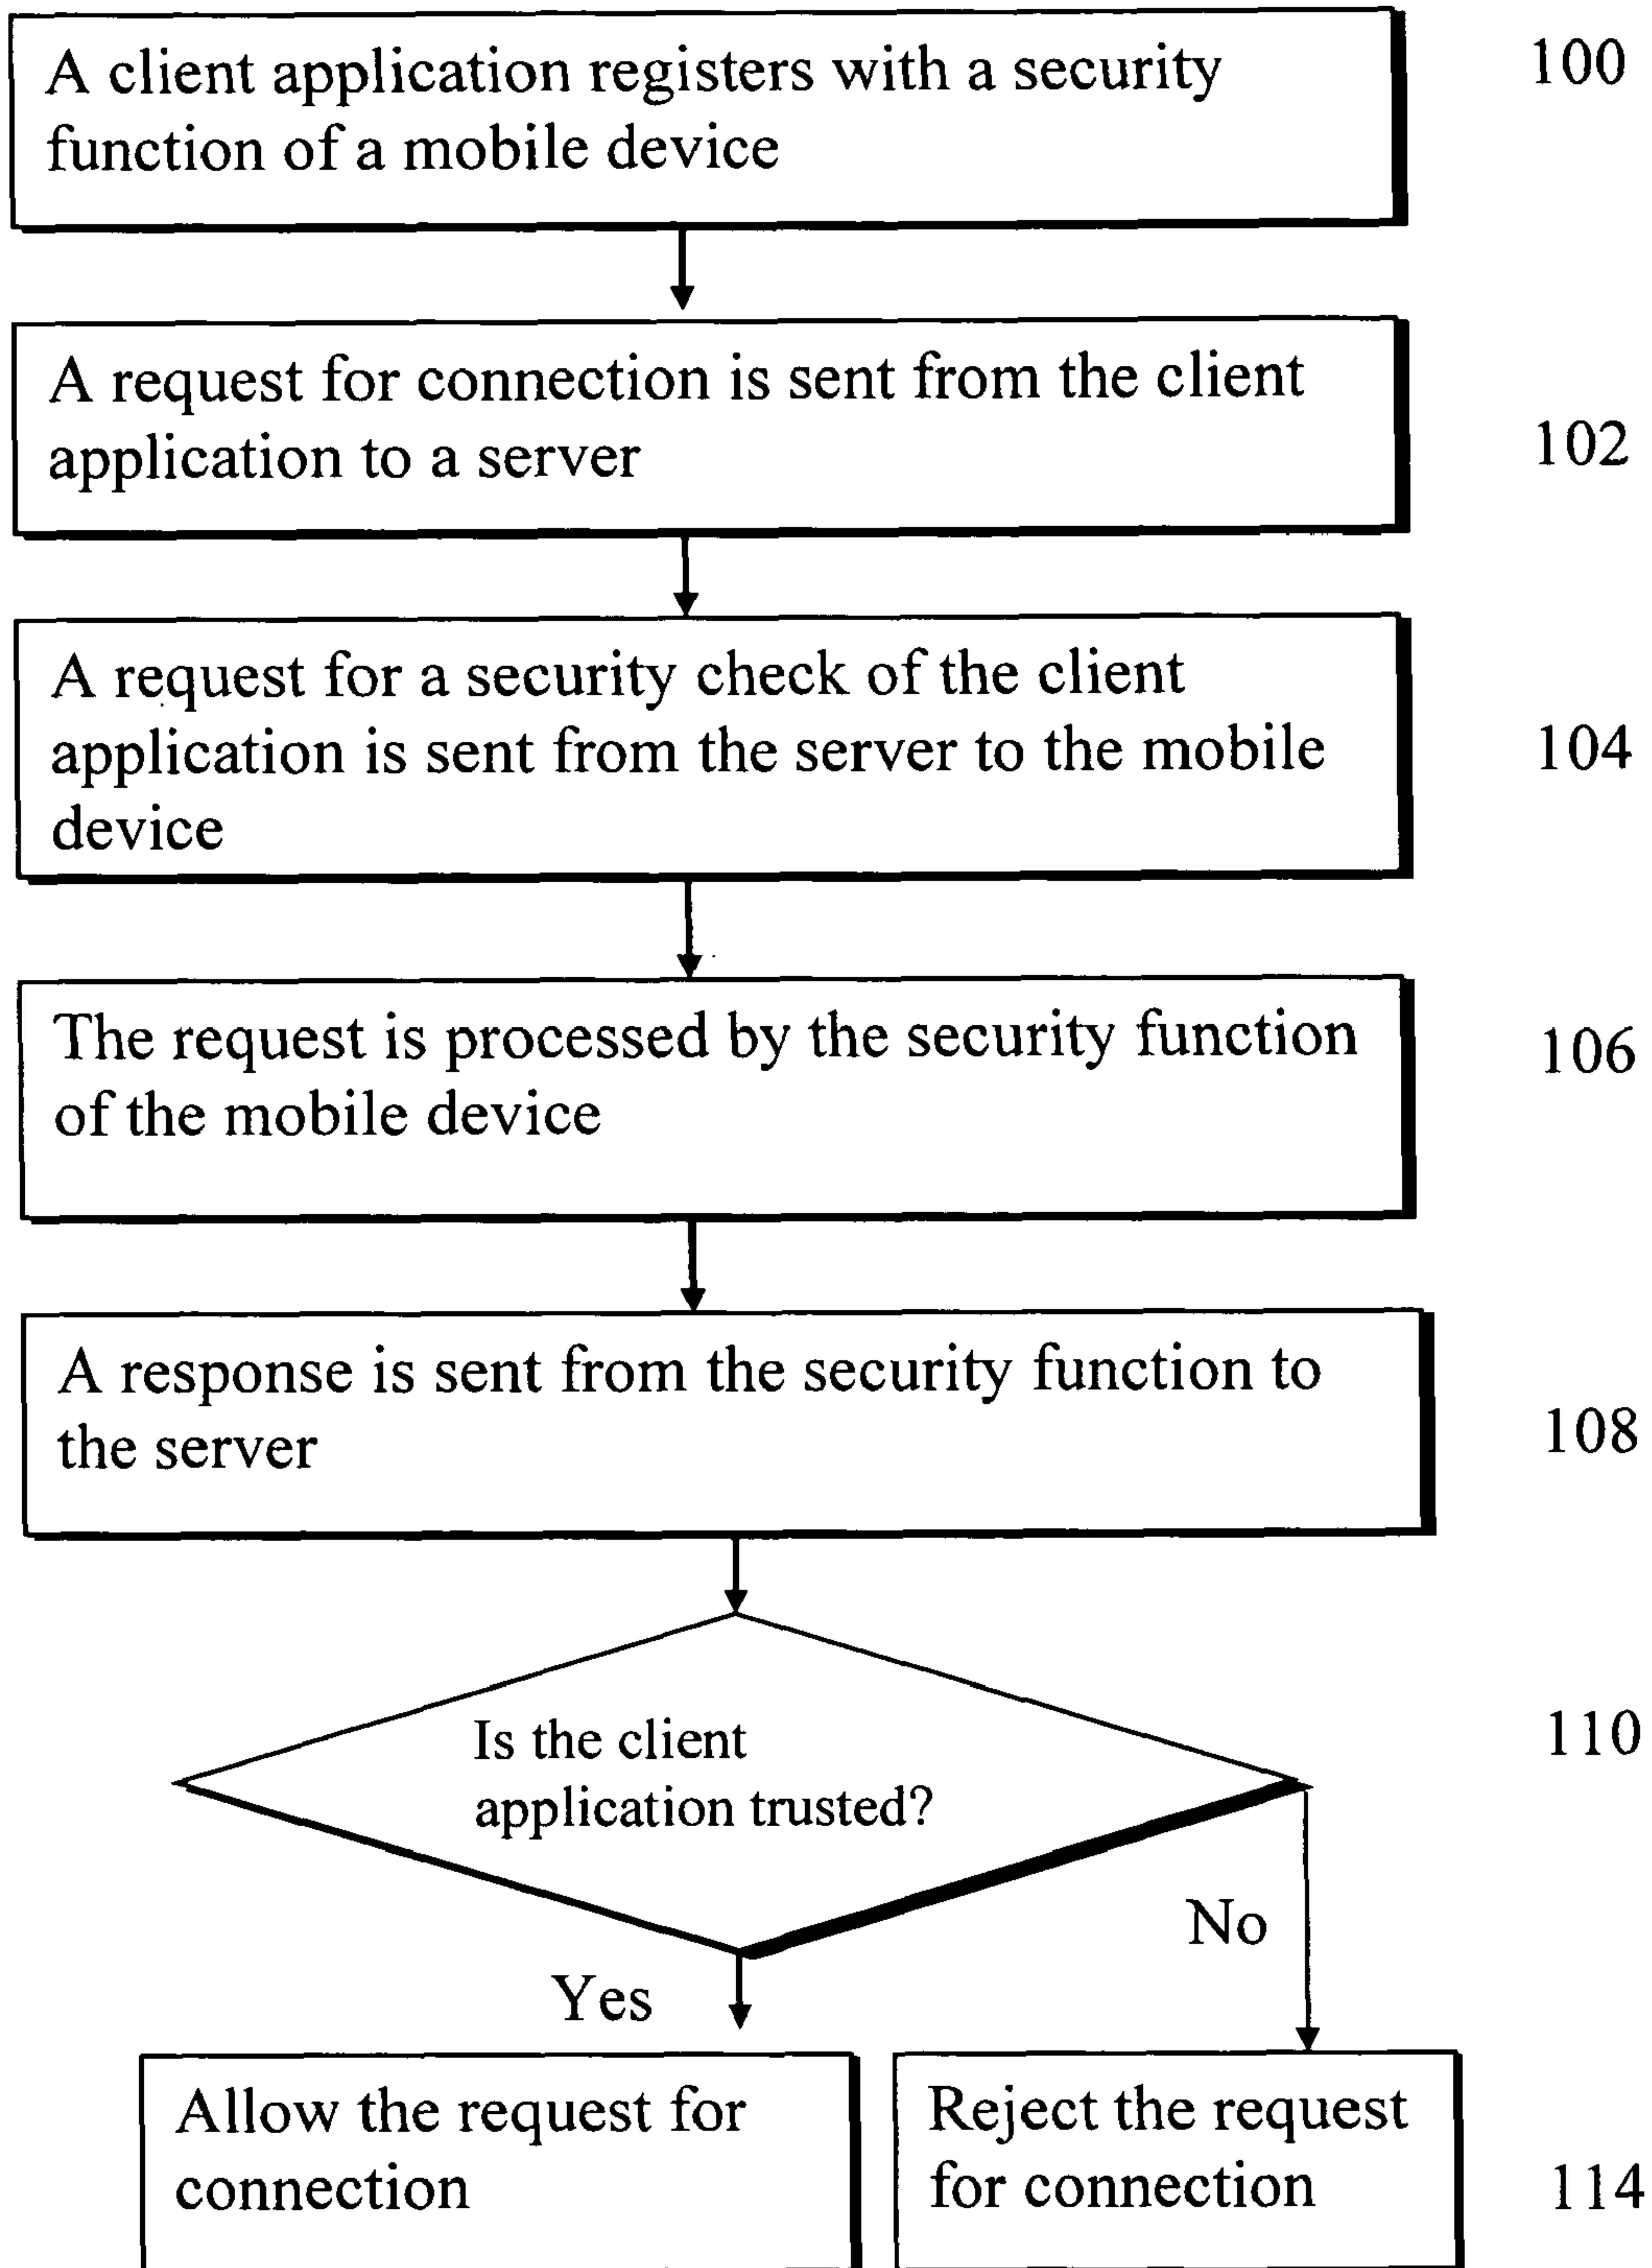 A client application registers with a security
function of a mobile device
100
A request for connection is sent from the client
application to a server
102
A request for a security check of the client
application is sent from the server to the mobile
device
104
The request is processed by the security function
of the mobile device
106
A response is sent from the security function to
the server
108
Is the client
application trusted?
110
Yes
No
Allow the request for
connection
Reject the request
for connection
114